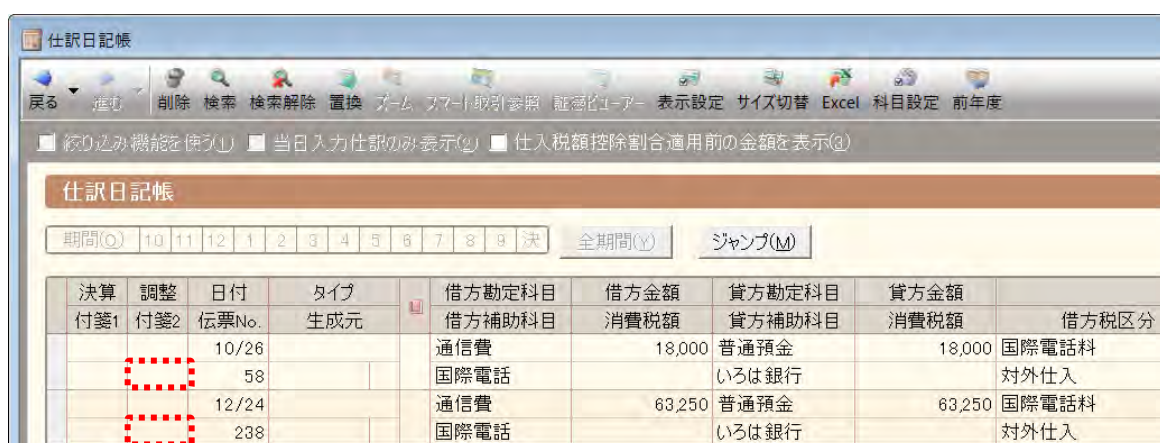 仕訳日記帳
戻る 進む 削除 検索 検索解除 置換 ズーム スマート取引参照 証憑ビューアー 表示設定 サイズ切替 Excel 科目設定 前年度
絞り込み機能を使う(1) 当日入力仕訳のみ表示(2) 仕入税額控除割合適用前の金額を表示(3)
仕訳日記帳
期間(O) 10 11 12 1 2 3 4 5 6 7 8 9 決 全期間(Y) ジャンプ(M)
決算 調整 日付 タイプ 借方勘定科目 借方金額 貸方勘定科目 貸方金額
付箋1 付箋2 伝票No. 生成元 借方補助科目 消費税額 貸方補助科目 消費税額 借方税区分
10/26 通信費 18,000 普通預金 18,000 国際電話料
58 国際電話 いろは銀行 対外仕入
12/24 通信費 63,250 普通預金 63,250 国際電話料
238 国際電話 いろは銀行 対外仕入